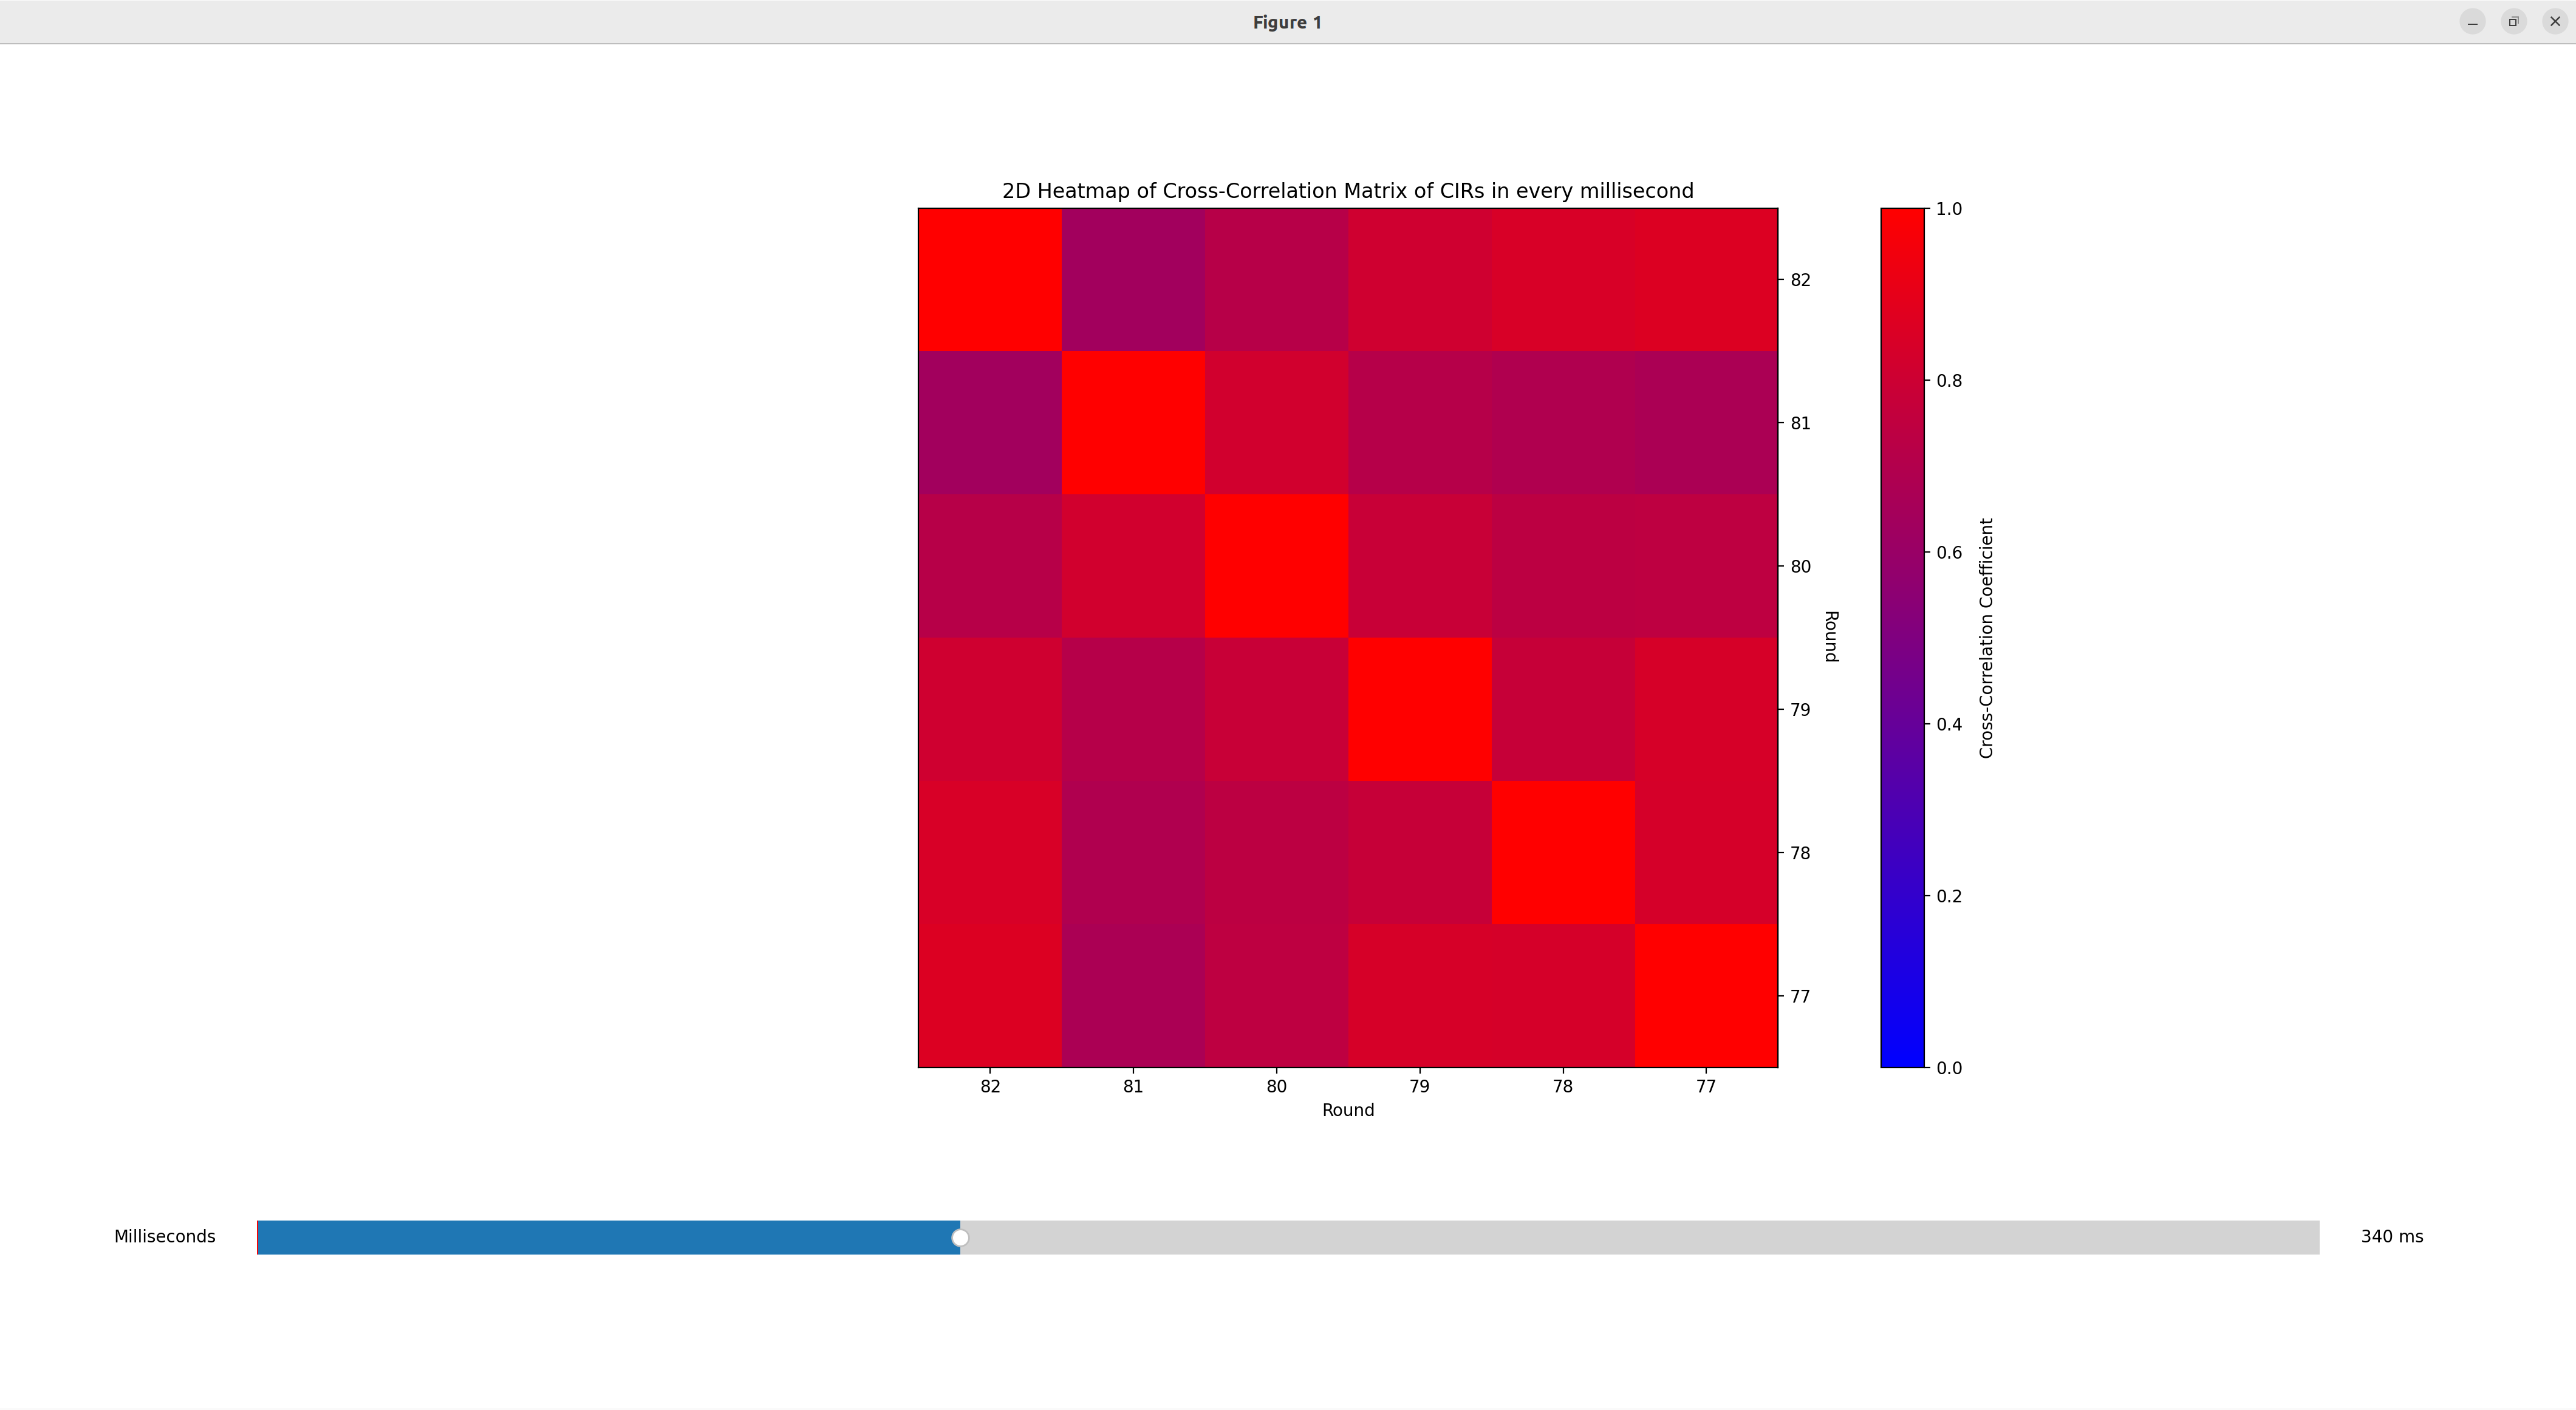 Figure 1
2D Heatmap of Cross-Correlation Matrix of CIRs in every millisecond
82
81
80
79
78
77
Round
82 81 80 79 78 77
Round
1.0
0.8
0.6
0.4
0.2
0.0
Cross-Correlation Coefficient
Milliseconds
340 ms